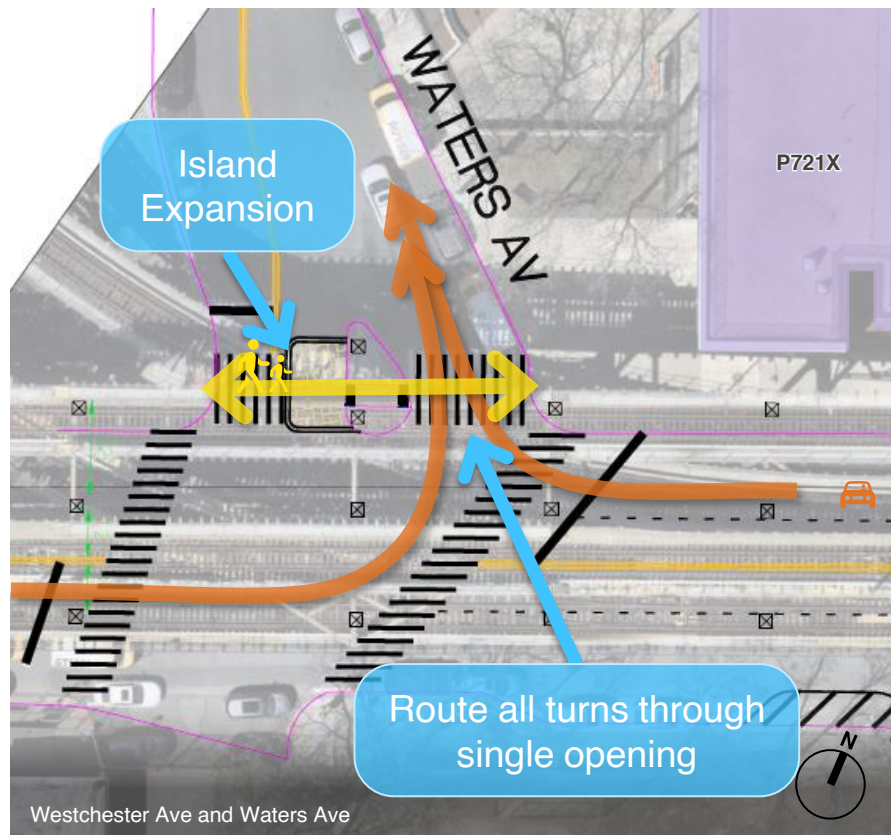 Island
Expansion
WATERS AV
P721X
Route all turns through
single opening
N
Westchester Ave and Waters Ave